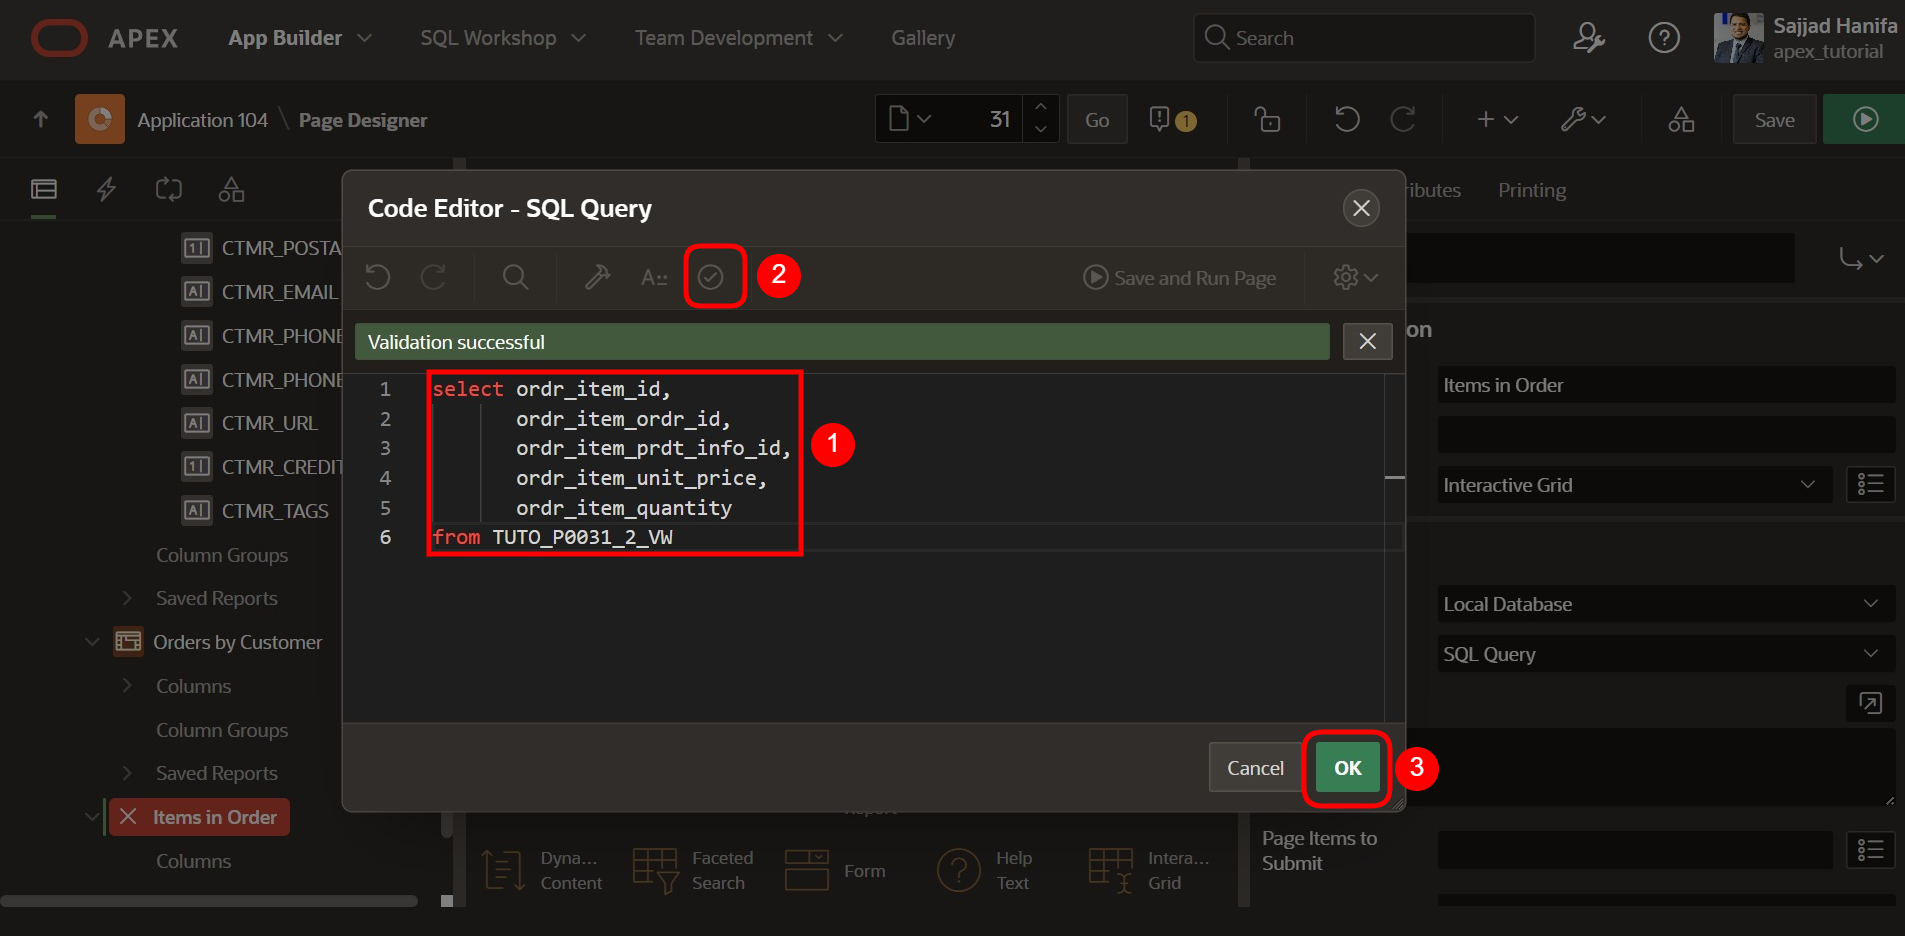 APEX
App Builder
SQL Workshop
Team Development
Gallery
Search
Sajjad Hanifa
apex_tutorial
Application 104 \ Page Designer
31
Go
1
Save
Code Editor - SQL Query
ributes
Printing
CTMR_POSTA
CTMR_EMAIL
CTMR_PHONE
CTMR_PHONE
CTMR_URL
CTMR_CREDIT
CTMR_TAGS
Column Groups
Saved Reports
Orders by Customer
Columns
Column Groups
Saved Reports
Items in Order
Columns
A::
2
Save and Run Page
Validation successful
1 select ordr_item_id,
2 ordr_item_ordr_id,
3 ordr_item_prdt_info_id,
4 ordr_item_unit_price,
5 ordr_item_quantity
6 from TUTO_P0031_2_VW
1
Cancel
OK
3
on
Items in Order
Interactive Grid
Local Database
SQL Query
Page Items to
Submit
Dyna...
Content
Faceted
Search
Form
Help
Text
Intera...
Grid